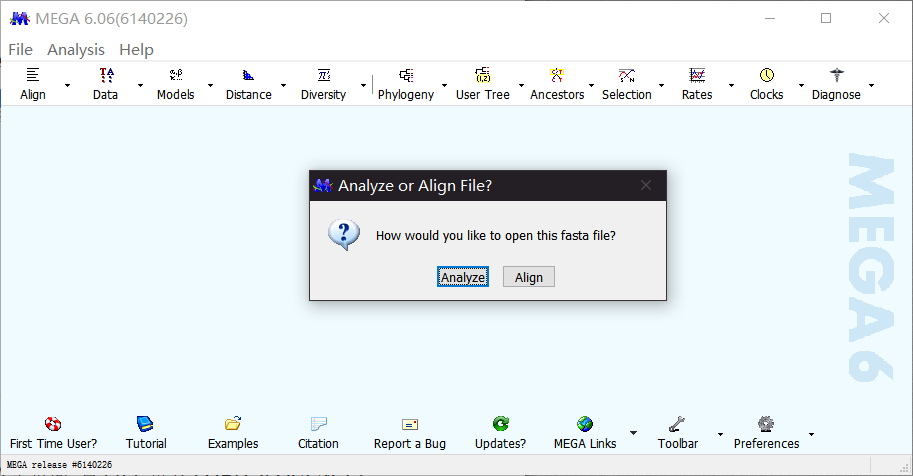 MEGA 6.06(6140226)
File Analysis Help
Align Data Models Distance Diversity Phylogeny User Tree Ancestors Selection Rates Clocks Diagnose
Analyze or Align File?
How would you like to open this fasta file?
Analyze Align
MEGA6
First Time User? Tutorial Examples Citation Report a Bug Updates? MEGA Links Toolbar Preferences
MEGA release #6140226